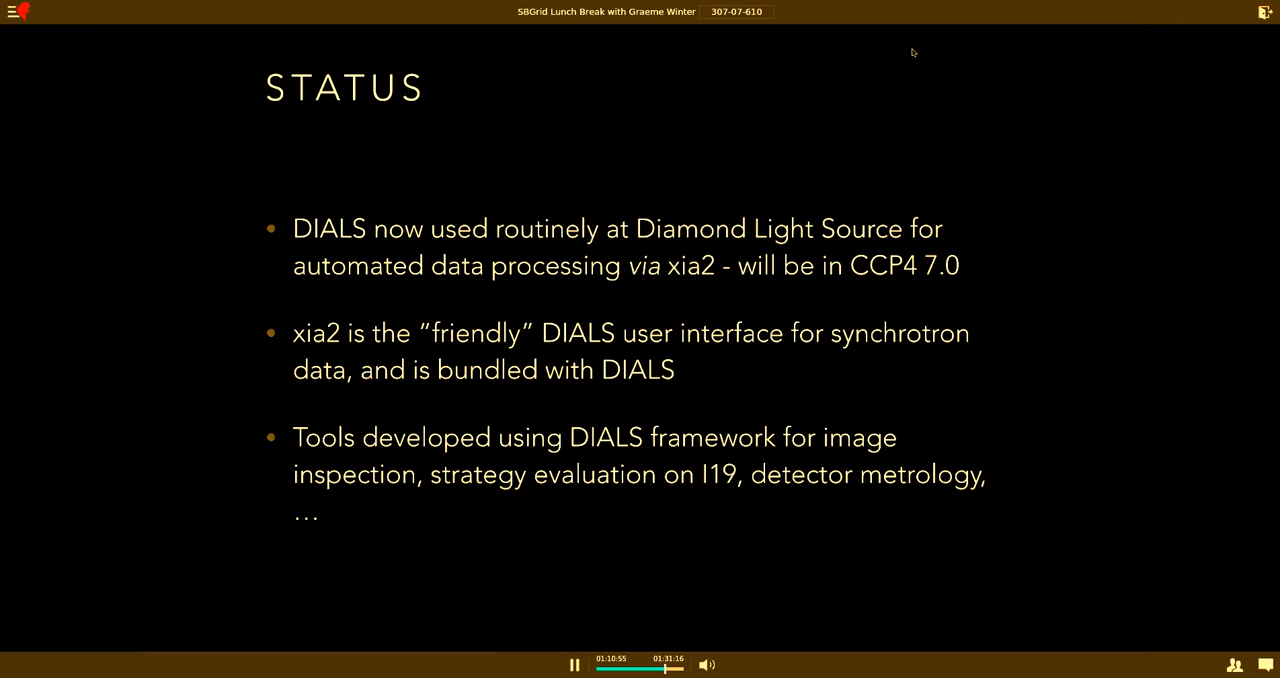 SBGrid Lunch Break with Graeme Winter 307-07-610
STATUS
• DIALS now used routinely at Diamond Light Source for
automated data processing via xia2 - will be in CCP4 7.0
• xia2 is the “friendly” DIALS user interface for synchrotron
data, and is bundled with DIALS
• Tools developed using DIALS framework for image
inspection, strategy evaluation on I19, detector metrology,
…
01:10:55 01:31:16